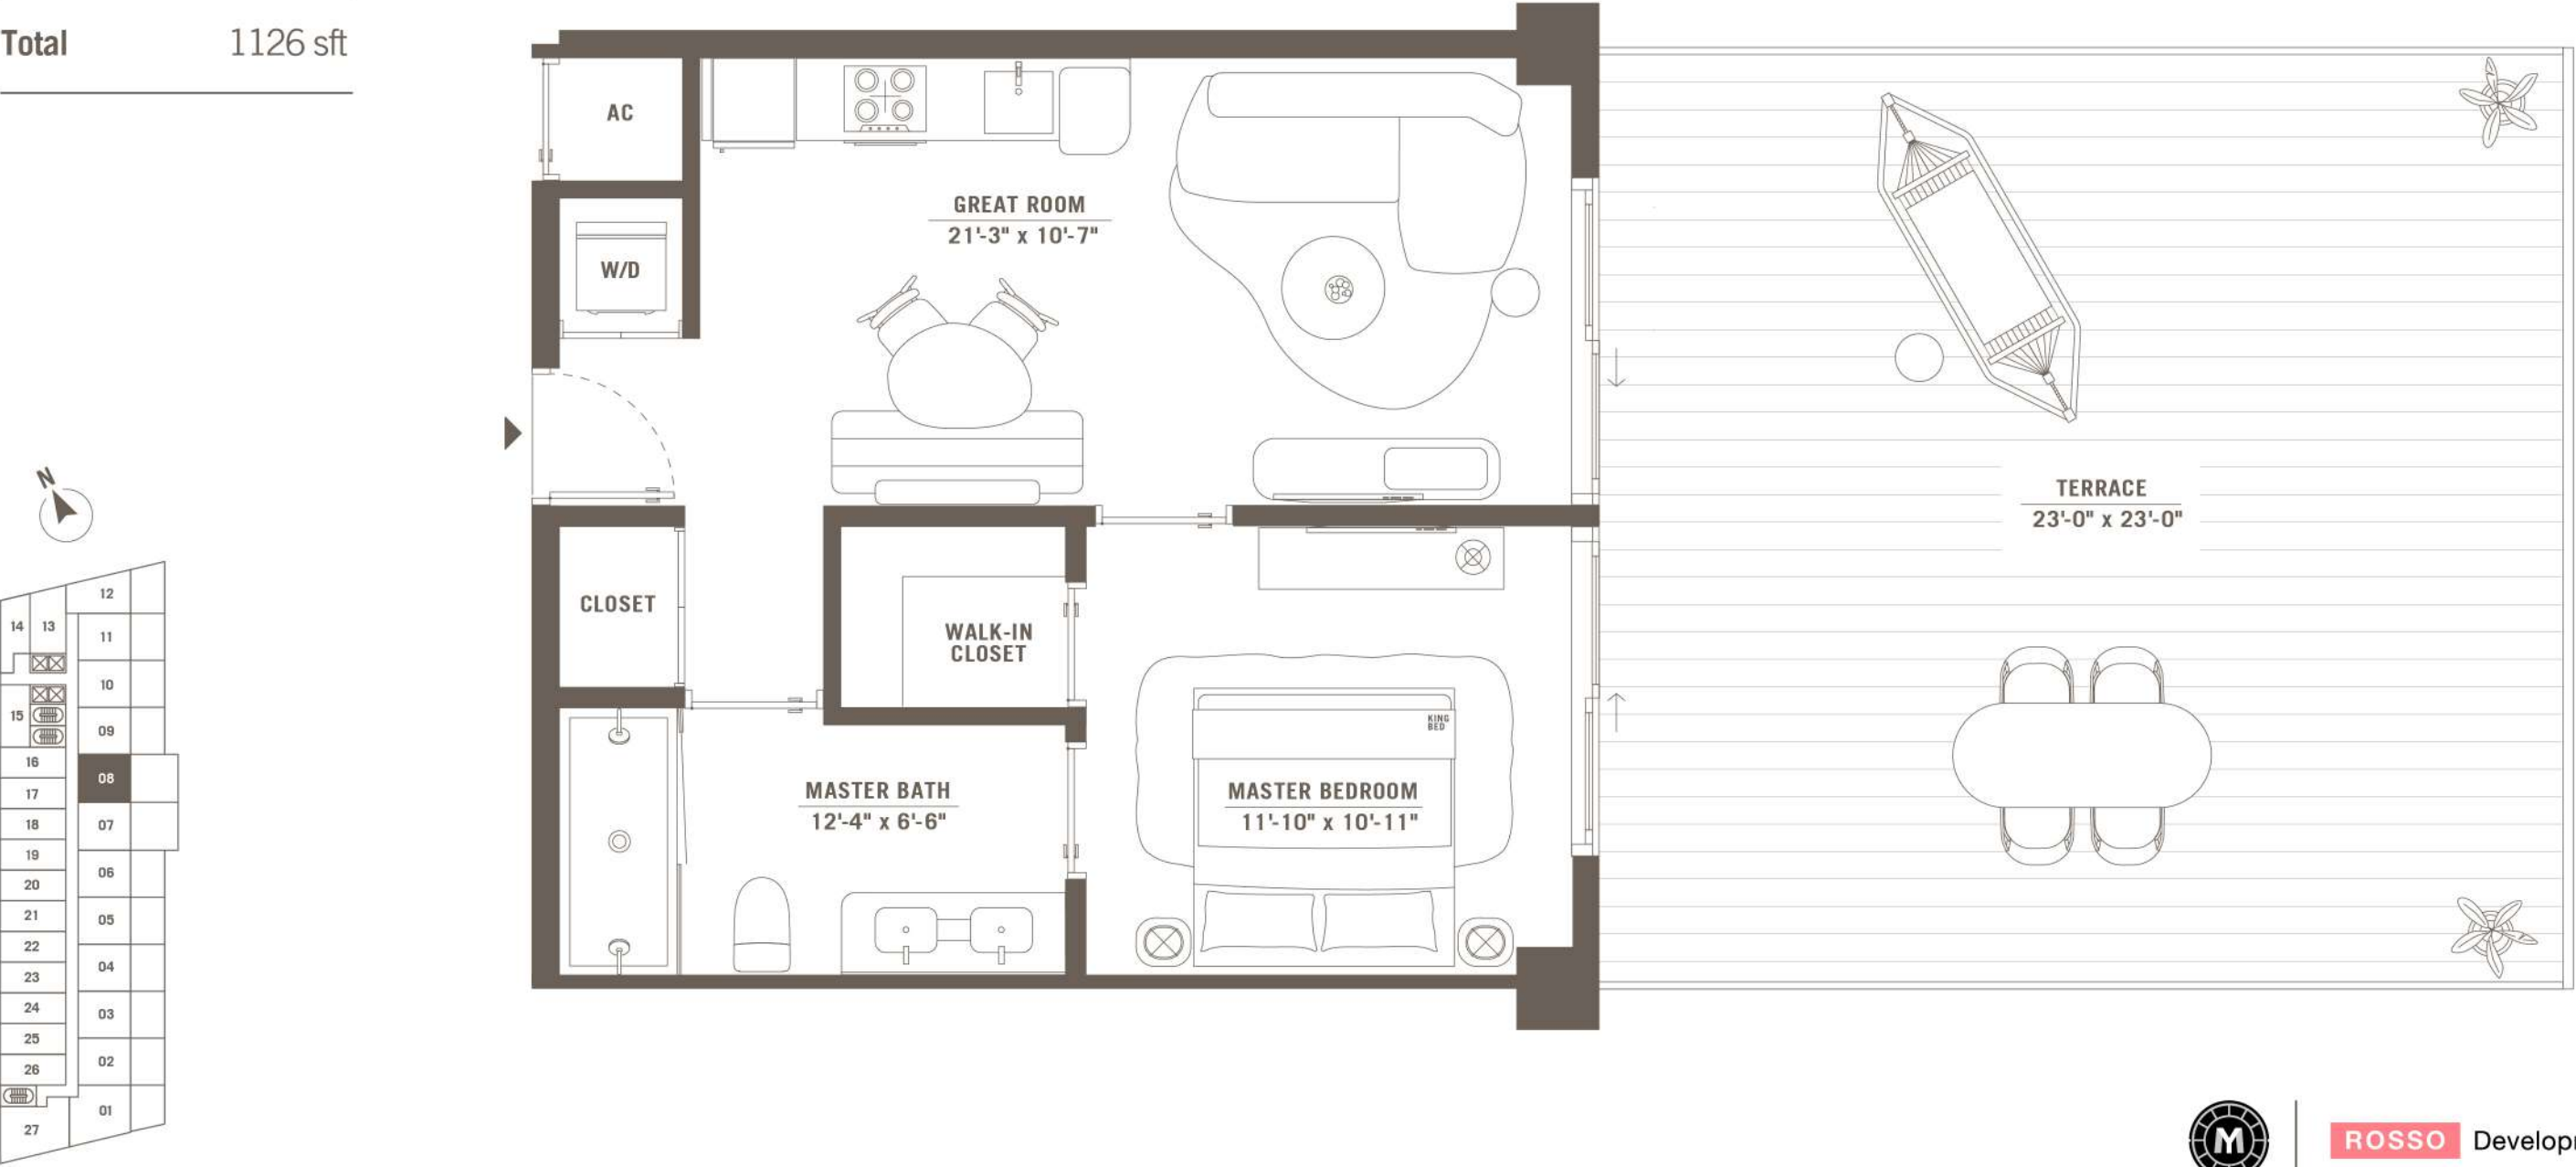 Total 1126 sft
AC
GREAT ROOM
21'-3" x 10'-7"
W/D
N
TERRACE
23'-0" x 23'-0"
CLOSET
WALK-IN
CLOSET
KING
BED
MASTER BATH
12'-4" x 6'-6"
MASTER BEDROOM
11'-10" x 10'-11"
12
14 13
11
10
15
09
16
08
17
18
07
19
06
20
21
05
22
04
23
24
03
25
02
26
01
27
M
ROSSO Develop